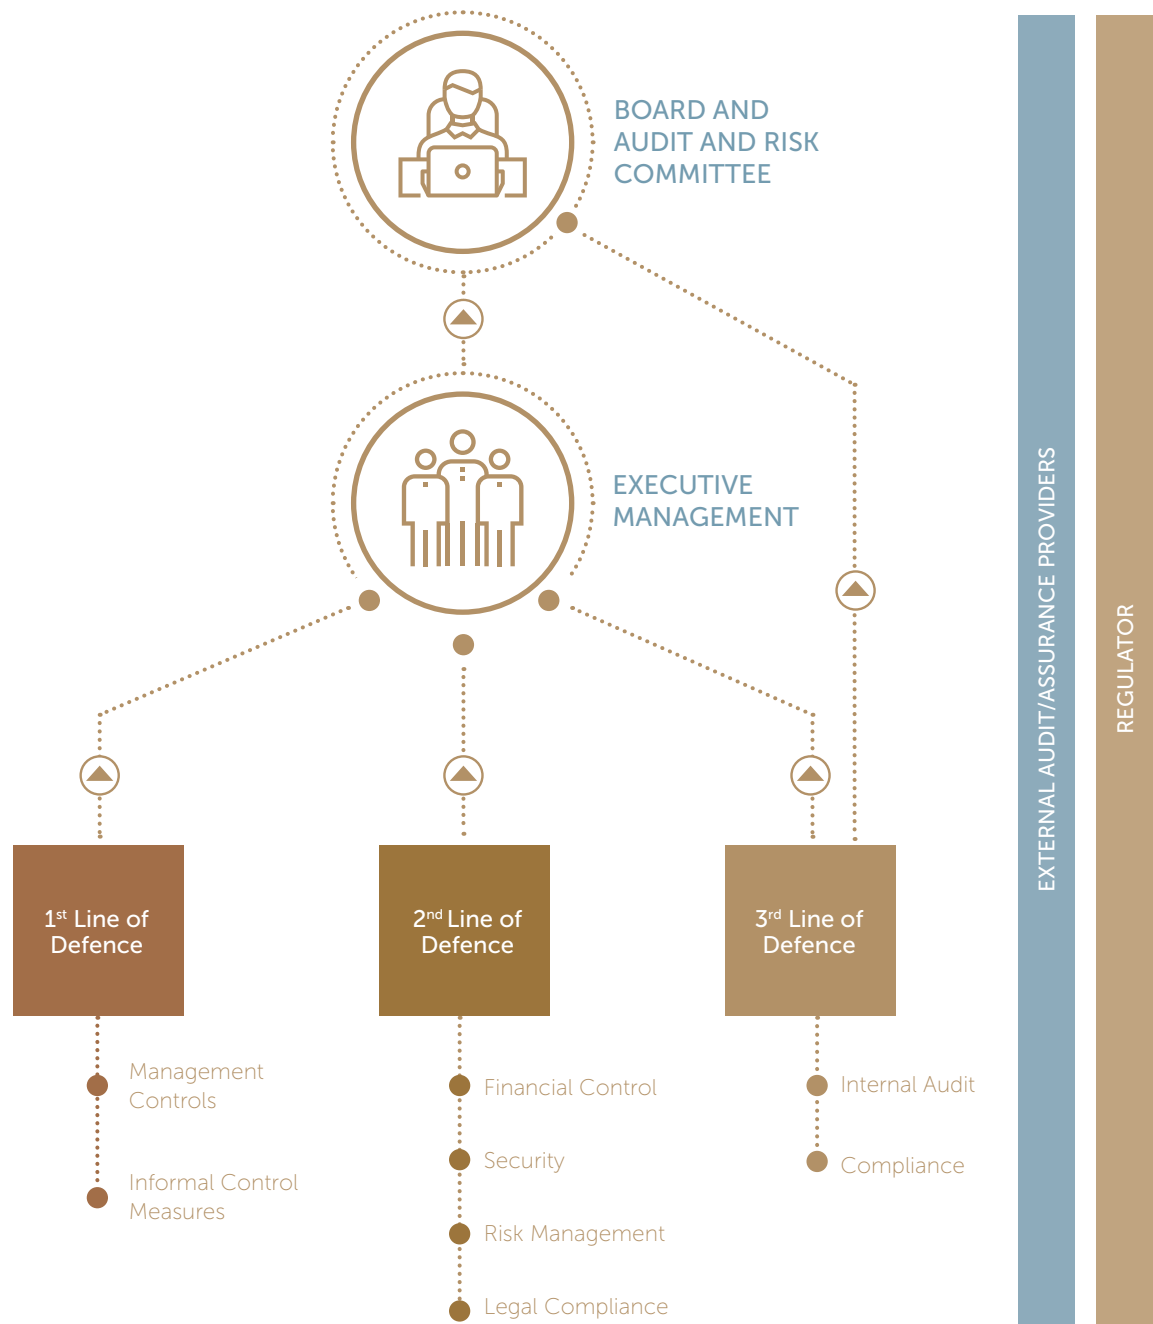 BOARD AND
AUDIT AND RISK
COMMITTEE
EXECUTIVE
MANAGEMENT
1st Line of
Defence
Management
Controls
Informal Control
Measures
2nd Line of
Defence
Financial Control
Security
Risk Management
Legal Compliance
3rd Line of
Defence
Internal Audit
Compliance
EXTERNAL AUDIT/ASSURANCE PROVIDERS
REGULATOR